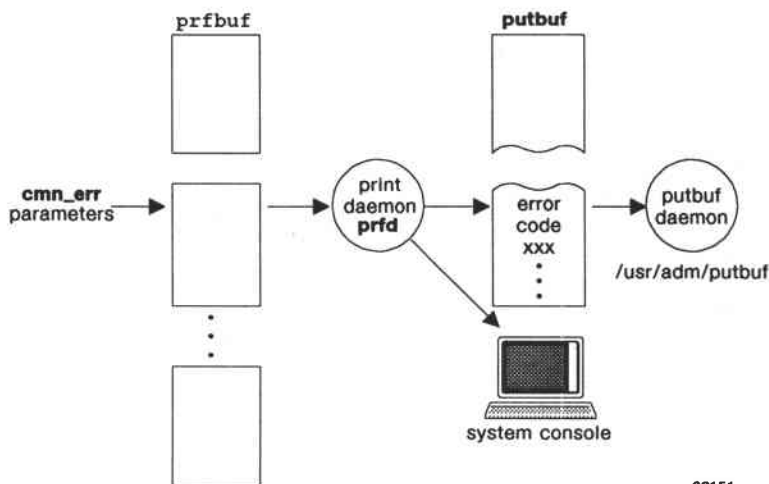 prfbuf
putbuf
cmn_err
parameters
print
daemon
prfd
error
code
xxx
putbuf
daemon
/usr/adm/putbuf
system console